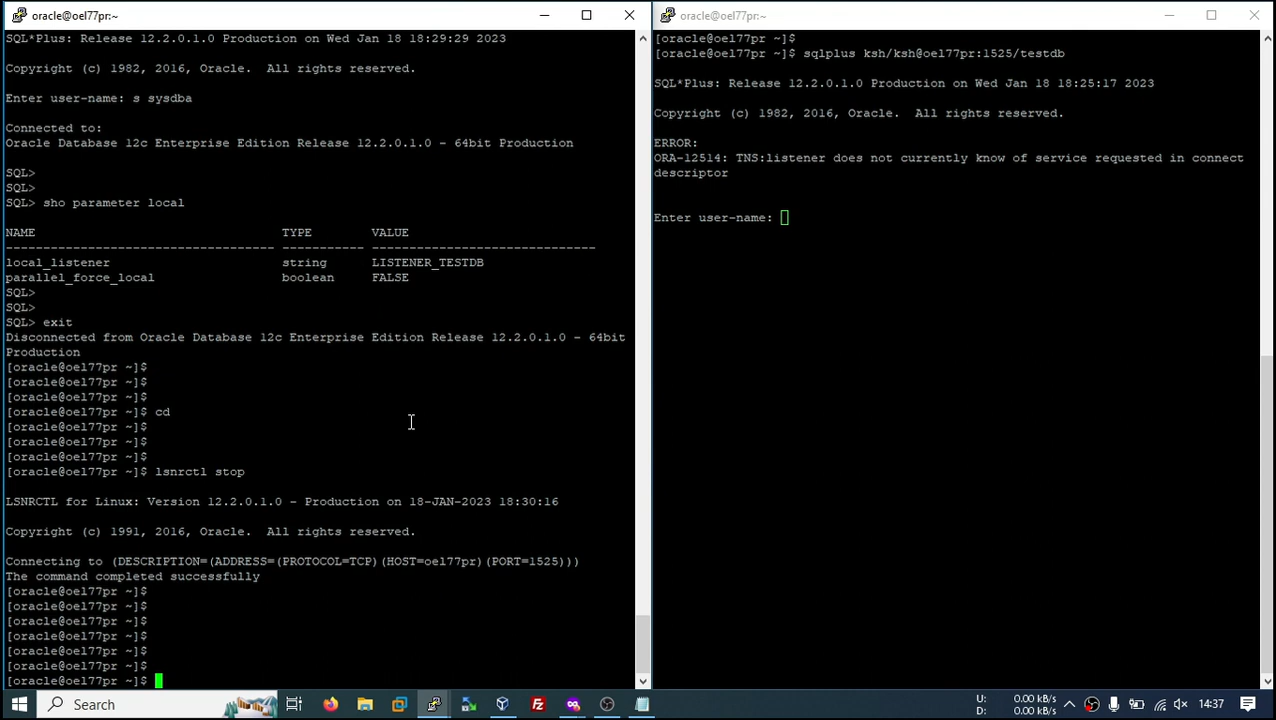 oracle@oel77pr:~
SQL*Plus: Release 12.2.0.1.0 Production on Wed Jan 18 18:29:29 2023
Copyright (c) 1982, 2016, Oracle.  All rights reserved.
Enter user-name: s sysdba
Connected to:
Oracle Database 12c Enterprise Edition Release 12.2.0.1.0 - 64bit Production
SQL>
SQL>
SQL> sho parameter local
NAME                                 TYPE        VALUE
------------------------------------ ----------- ------------------------------
local_listener                       string      LISTENER_TESTDB
parallel_force_local                 boolean     FALSE
SQL>
SQL>
SQL> exit
Disconnected from Oracle Database 12c Enterprise Edition Release 12.2.0.1.0 - 64bit
Production
[oracle@oel77pr ~]$
[oracle@oel77pr ~]$
[oracle@oel77pr ~]$
[oracle@oel77pr ~]$ cd
[oracle@oel77pr ~]$
[oracle@oel77pr ~]$
[oracle@oel77pr ~]$
[oracle@oel77pr ~]$ lsnrctl stop
LSNRCTL for Linux: Version 12.2.0.1.0 - Production on 18-JAN-2023 18:30:16
Copyright (c) 1991, 2016, Oracle.  All rights reserved.
Connecting to (DESCRIPTION=(ADDRESS=(PROTOCOL=TCP)(HOST=oel77pr)(PORT=1525)))
The command completed successfully
[oracle@oel77pr ~]$
[oracle@oel77pr ~]$
[oracle@oel77pr ~]$
[oracle@oel77pr ~]$
[oracle@oel77pr ~]$
[oracle@oel77pr ~]$
[oracle@oel77pr ~]$
oracle@oel77pr:~
[oracle@oel77pr ~]$
[oracle@oel77pr ~]$ sqlplus ksh/ksh@oel77pr:1525/testdb
SQL*Plus: Release 12.2.0.1.0 Production on Wed Jan 18 18:25:17 2023
Copyright (c) 1982, 2016, Oracle.  All rights reserved.
ERROR:
ORA-12514: TNS:listener does not currently know of service requested in connect
descriptor
Enter user-name:
Search
U: 0.00 kB/s
D: 0.00 kB/s
14:37